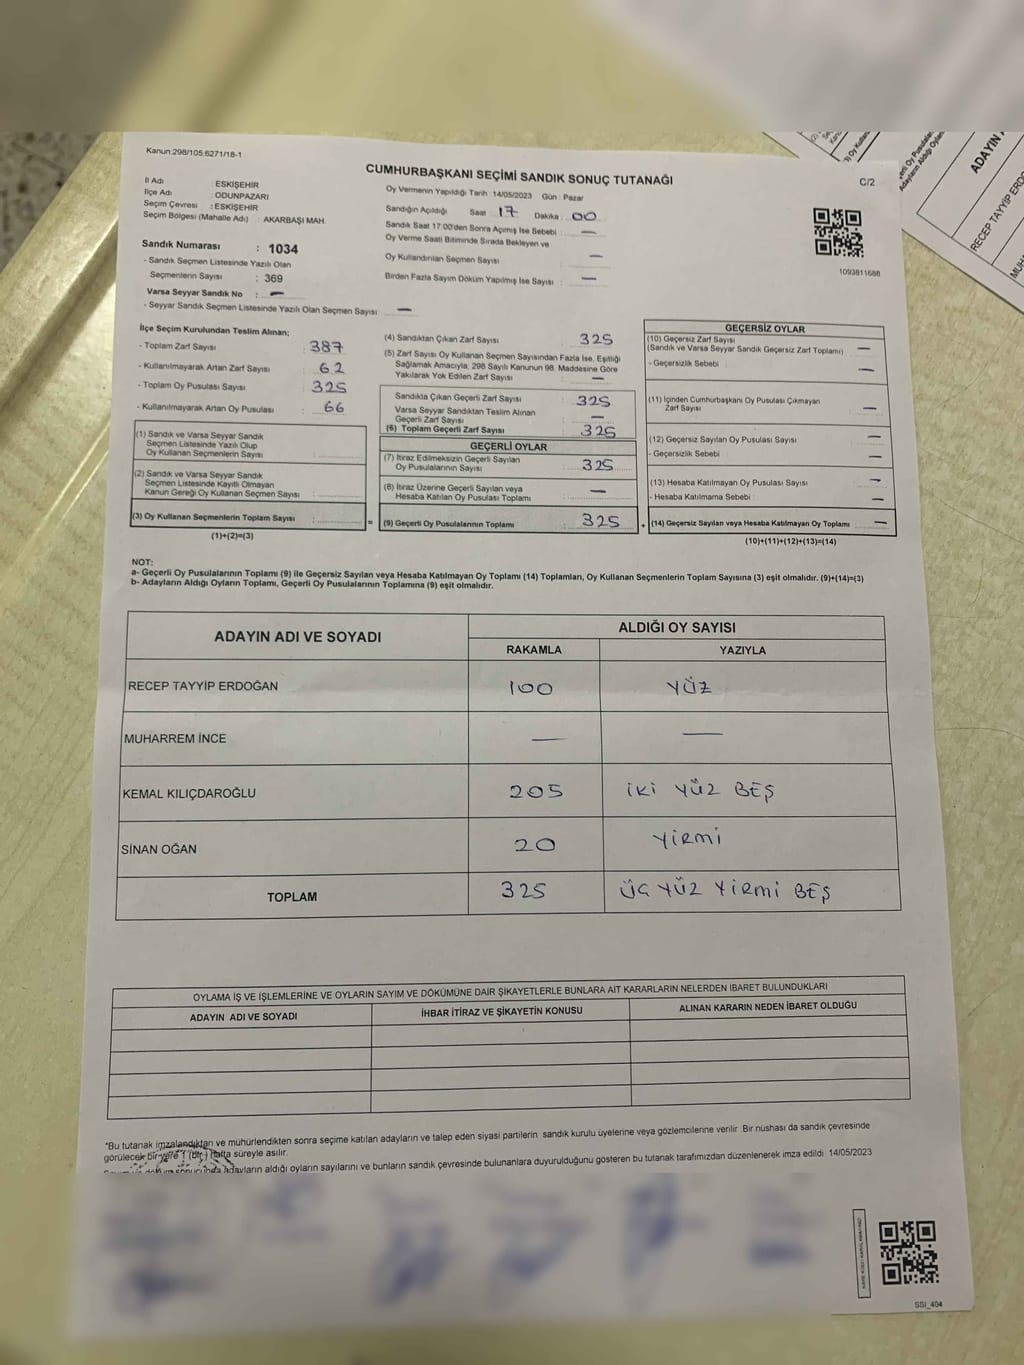 Kanun:298/105:6271/18-1
CUMHURBAŞKANI SEÇİMİ SANDIK SONUÇ TUTANAĞI
C/2
İl Adı : ESKİŞEHİR
İlçe Adı : ODUNPAZARI
Seçim Çevresi : ESKİŞEHİR
Seçim Bölgesi (Mahalle Adı) : AKARBAŞI MAH.
Sandık Numarası : 1034
- Sandık Seçmen Listesinde Yazılı Olan
Seçmenlerin Sayısı : 369
Varsa Seyyar Sandık No : —
- Seyyar Sandık Seçmen Listesinde Yazılı Olan Seçmen Sayısı : —
Oy Vermenin Yapıldığı Tarih :14/05/2023 Gün : Pazar
Sandığın Açıldığı Saat 17 Dakika : 00
Sandık Saat 17:00'den Sonra Açımış İse Sebebi : —
Oy Verme Saati Bitiminde Sırada Bekleyen ve
Oy Kullandırılan Seçmen Sayısı : —
Birden Fazla Sayım Döküm Yapılmış İse Sayısı : —
1093811688
İlçe Seçim Kurulundan Teslim Alınan;
- Toplam Zarf Sayısı : 387
- Kullanılmayarak Artan Zarf Sayısı : 62
- Toplam Oy Pusulası Sayısı : 325
- Kullanılmayarak Artan Oy Pusulası : 66
(1) Sandık ve Varsa Seyyar Sandık
Seçmen Listesinde Yazılı Olup
Oy Kullanan Seçmenlerin Sayısı :
(2) Sandık ve Varsa Seyyar Sandık
Seçmen Listesinde Kayıtlı Olmayan
Kanun Gereği Oy Kullanan Seçmen Sayısı :
(3) Oy Kullanan Seçmenlerin Toplam Sayısı : =
(1)+(2)=(3)
(4) Sandıktan Çıkan Zarf Sayısı : 325
(5) Zarf Sayısı Oy Kullanan Seçmen Sayısından Fazla İse, Eşitliği
Sağlamak Amacıyla, 298 Sayılı Kanunun 98. Maddesine Göre
Yakılarak Yok Edilen Zarf Sayısı : —
Sandıkta Çıkan Geçerli Zarf Sayısı : 325
Varsa Seyyar Sandıktan Teslim Alınan
Geçerli Zarf Sayısı : —
(6) Toplam Geçerli Zarf Sayısı : 325
GEÇERLİ OYLAR
(7) İtiraz Edilmeksizin Geçerli Sayılan
Oy Pusulalarının Sayısı : 325
(8) İtiraz Üzerine Geçerli Sayılan veya
Hesaba Katılan Oy Pusulası Toplamı : —
(9) Geçerli Oy Pusulalarının Toplamı : 325 +
GEÇERSİZ OYLAR
(10) Geçersiz Zarf Sayısı
(Sandık ve Varsa Seyyar Sandık Geçersiz Zarf Toplamı) : —
- Geçersizlik Sebebi : —
(11) İçinden Cumhurbaşkanı Oy Pusulası Çıkmayan
Zarf Sayısı : —
(12) Geçersiz Sayılan Oy Pusulası Sayısı : —
- Geçersizlik Sebebi : —
(13) Hesaba Katılmayan Oy Pusulası Sayısı : —
- Hesaba Katılmama Sebebi : —
(14) Geçersiz Sayılan veya Hesaba Katılmayan Oy Toplamı : —
(10)+(11)+(12)+(13)=(14)
NOT:
a- Geçerli Oy Pusulalarının Toplamı (9) ile Geçersiz Sayılan veya Hesaba Katılmayan Oy Toplamı (14) Toplamları, Oy Kullanan Seçmenlerin Toplam Sayısına (3) eşit olmalıdır. (9)+(14)=(3)
b- Adayların Aldığı Oyların Toplamı, Geçerli Oy Pusulalarının Toplamına (9) eşit olmalıdır.
ADAYIN ADI VE SOYADI ALDIĞI OY SAYISI
RAKAMLA YAZIYLA
RECEP TAYYİP ERDOĞAN 100 YÜZ
MUHARREM İNCE — —
KEMAL KILIÇDAROĞLU 205 İKİ YÜZ BEŞ
SİNAN OĞAN 20 YİRMİ
TOPLAM 325 ÜÇ YÜZ YİRMİ BEŞ
OYLAMA İŞ VE İŞLEMLERİNE VE OYLARIN SAYIM VE DÖKÜMÜNE DAİR ŞİKAYETLERLE BUNLARA AİT KARARLARIN NELERDEN İBARET BULUNDUKLARI
ADAYIN ADI VE SOYADI İHBAR İTİRAZ VE ŞİKAYETİN KONUSU ALINAN KARARIN NEDEN İBARET OLDUĞU
*Bu tutanak imzalandıktan ve mühürlendikten sonra seçime katılan adayların ve talep eden siyasi partilerin sandık kurulu üyelerine veya gözlemcilerine verilir. Bir nüshası da sandık çevresinde
görülecek bir yere 1 (bir) hafta süreyle asılır.
adayların aldığı oyların sayılarını ve bunların sandık çevresinde bulunanlara duyurulduğunu gösteren bu tutanak tarafımızdan düzenlenerek imza edildi 14/05/2023
SSI_404
ADAYIN
RECEP TAYYİP